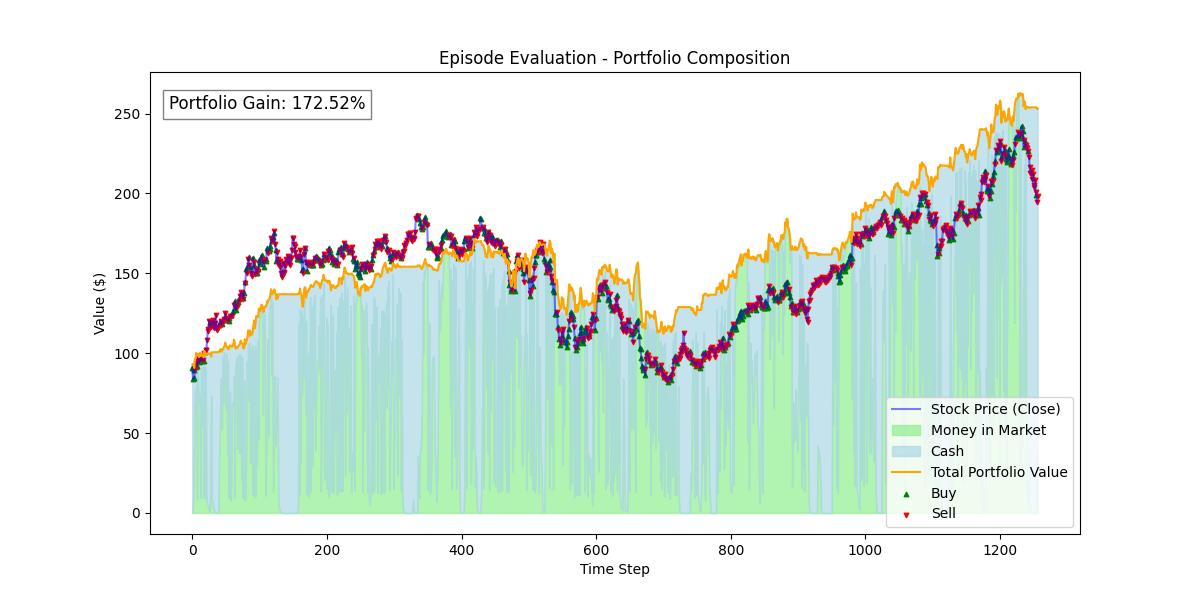 Episode Evaluation - Portfolio Composition
Portfolio Gain: 172.52%
Value ($)
250
200
150
100
50
0
0 200 400 600 800 1000 1200
Time Step
Stock Price (Close)
Money in Market
Cash
Total Portfolio Value
Buy
Sell